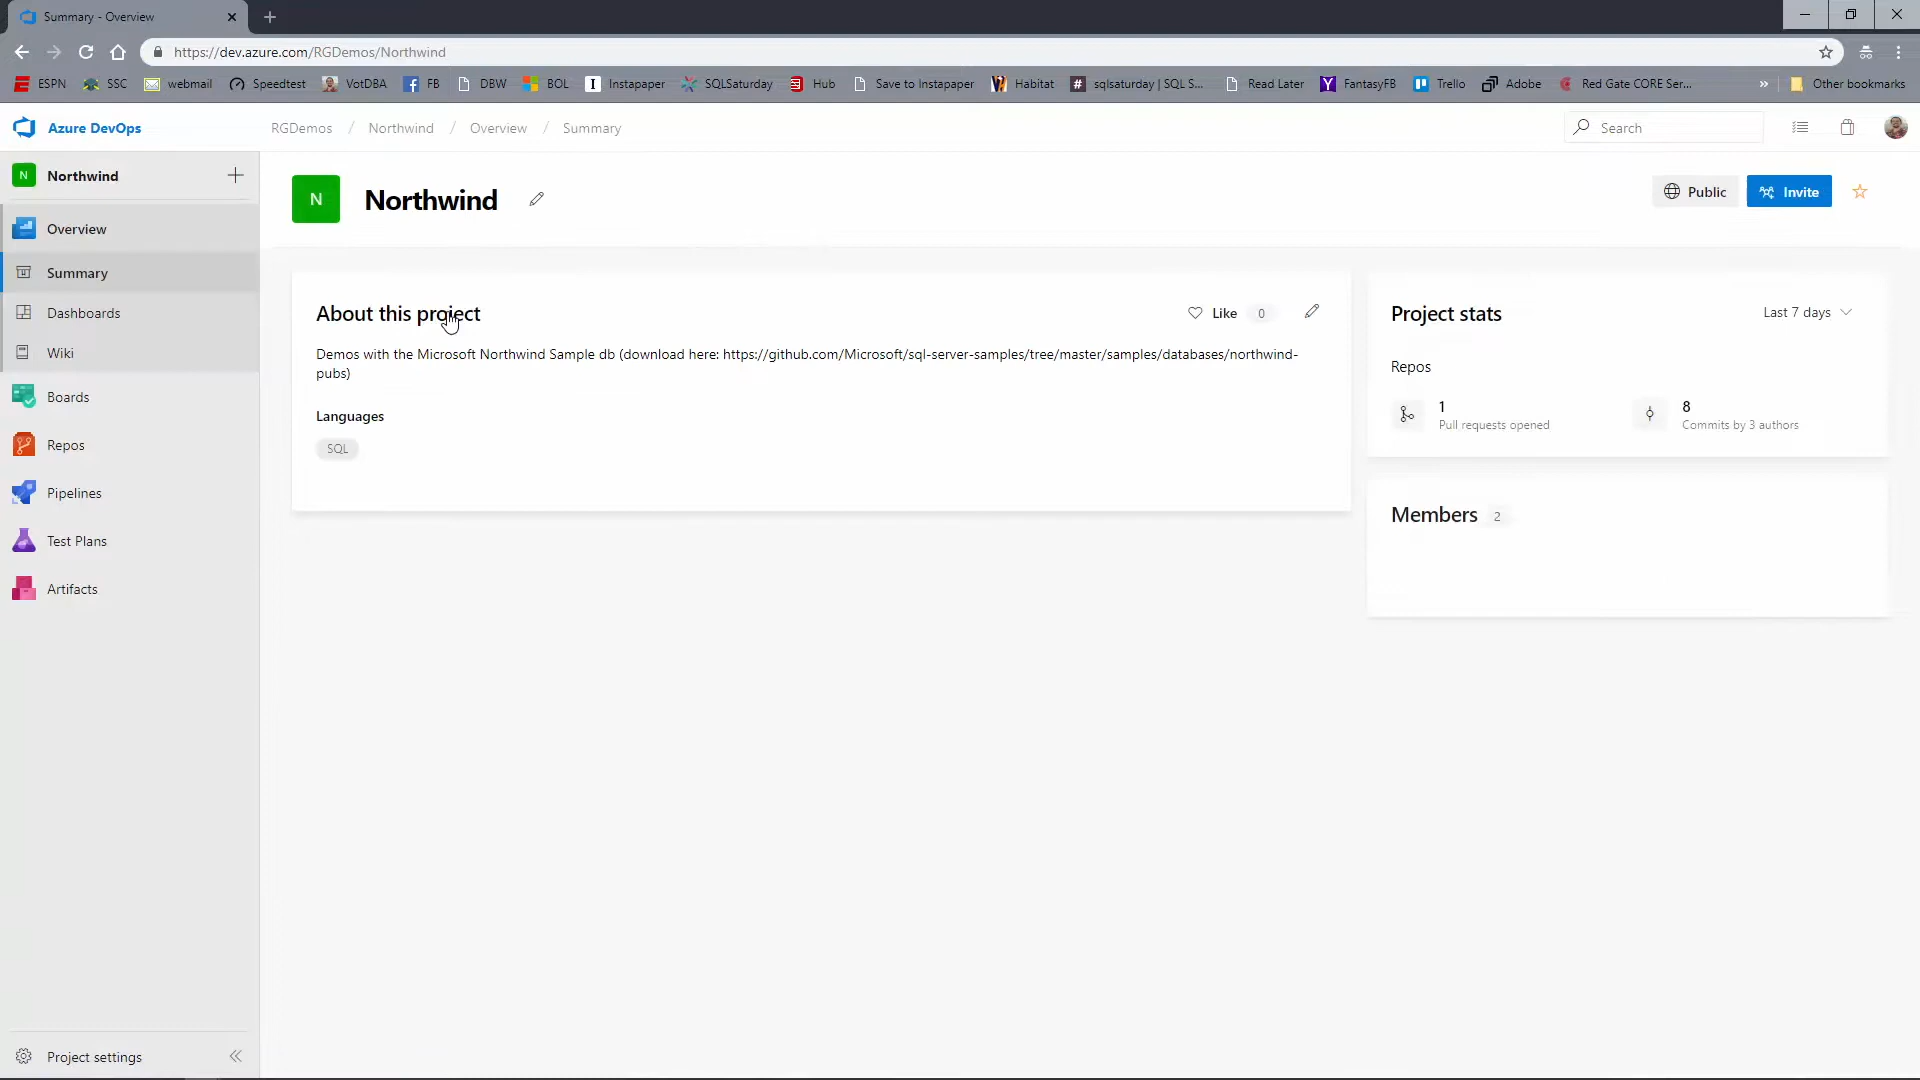 Summary - Overview
https://dev.azure.com/RGDemos/Northwind
ESPN SSC webmail Speedtest VotDBA FB DBW BOL Instapaper SQLSaturday Hub Save to Instapaper Habitat sqlsaturday | SQL S... Read Later FantasyFB Trello Adobe Red Gate CORE Ser... » Other bookmarks
Azure DevOps
RGDemos / Northwind / Overview / Summary
Search
N Northwind
Overview
Summary
Dashboards
Wiki
Boards
Repos
Pipelines
Test Plans
Artifacts
Project settings
N Northwind
Public
Invite
About this project
Like 0
Demos with the Microsoft Northwind Sample db (download here: https://github.com/Microsoft/sql-server-samples/tree/master/samples/databases/northwind-
pubs)
Languages
SQL
Project stats
Last 7 days
Repos
1
Pull requests opened
8
Commits by 3 authors
Members 2